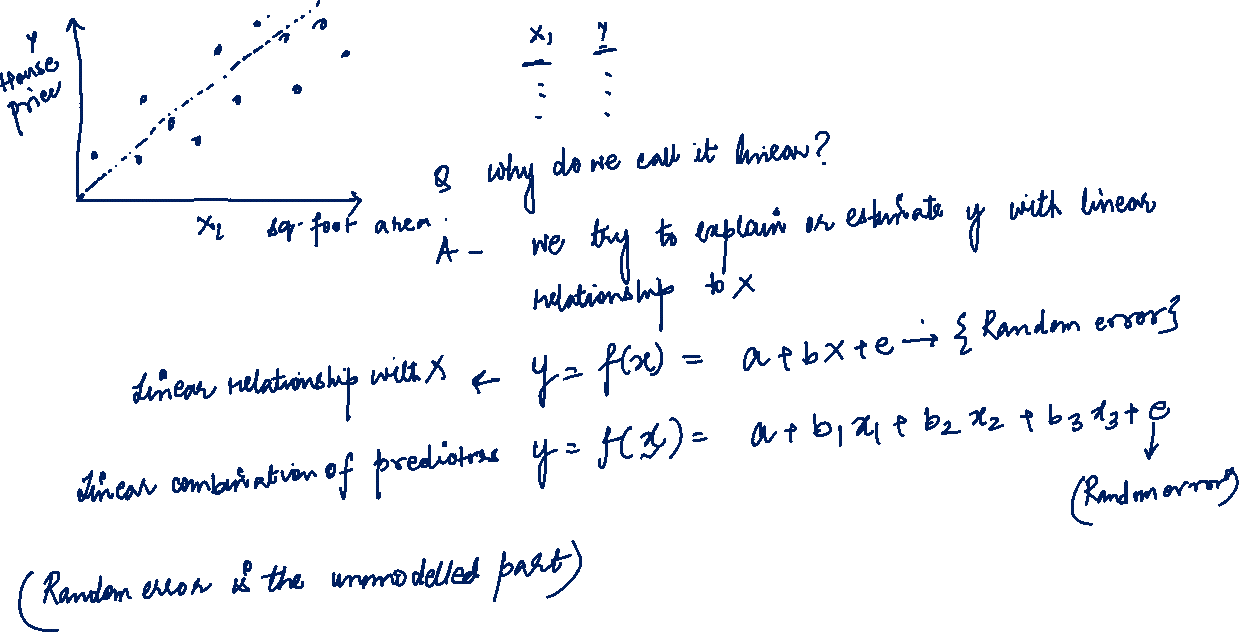 Y
House
price
X₁ sq. foot area
X₁ Y
Q Why do we call it linear?
A - we try to explain or estimate y with linear
relationship to X
Linear relationship with X ← y = f(x) = a + bx + e → { Random error}
Linear combination of predictors y = f(x) = a + b₁x₁ + b₂x₂ + b₃x₃ + e
(Random error)
(Random error is the unmodelled part)